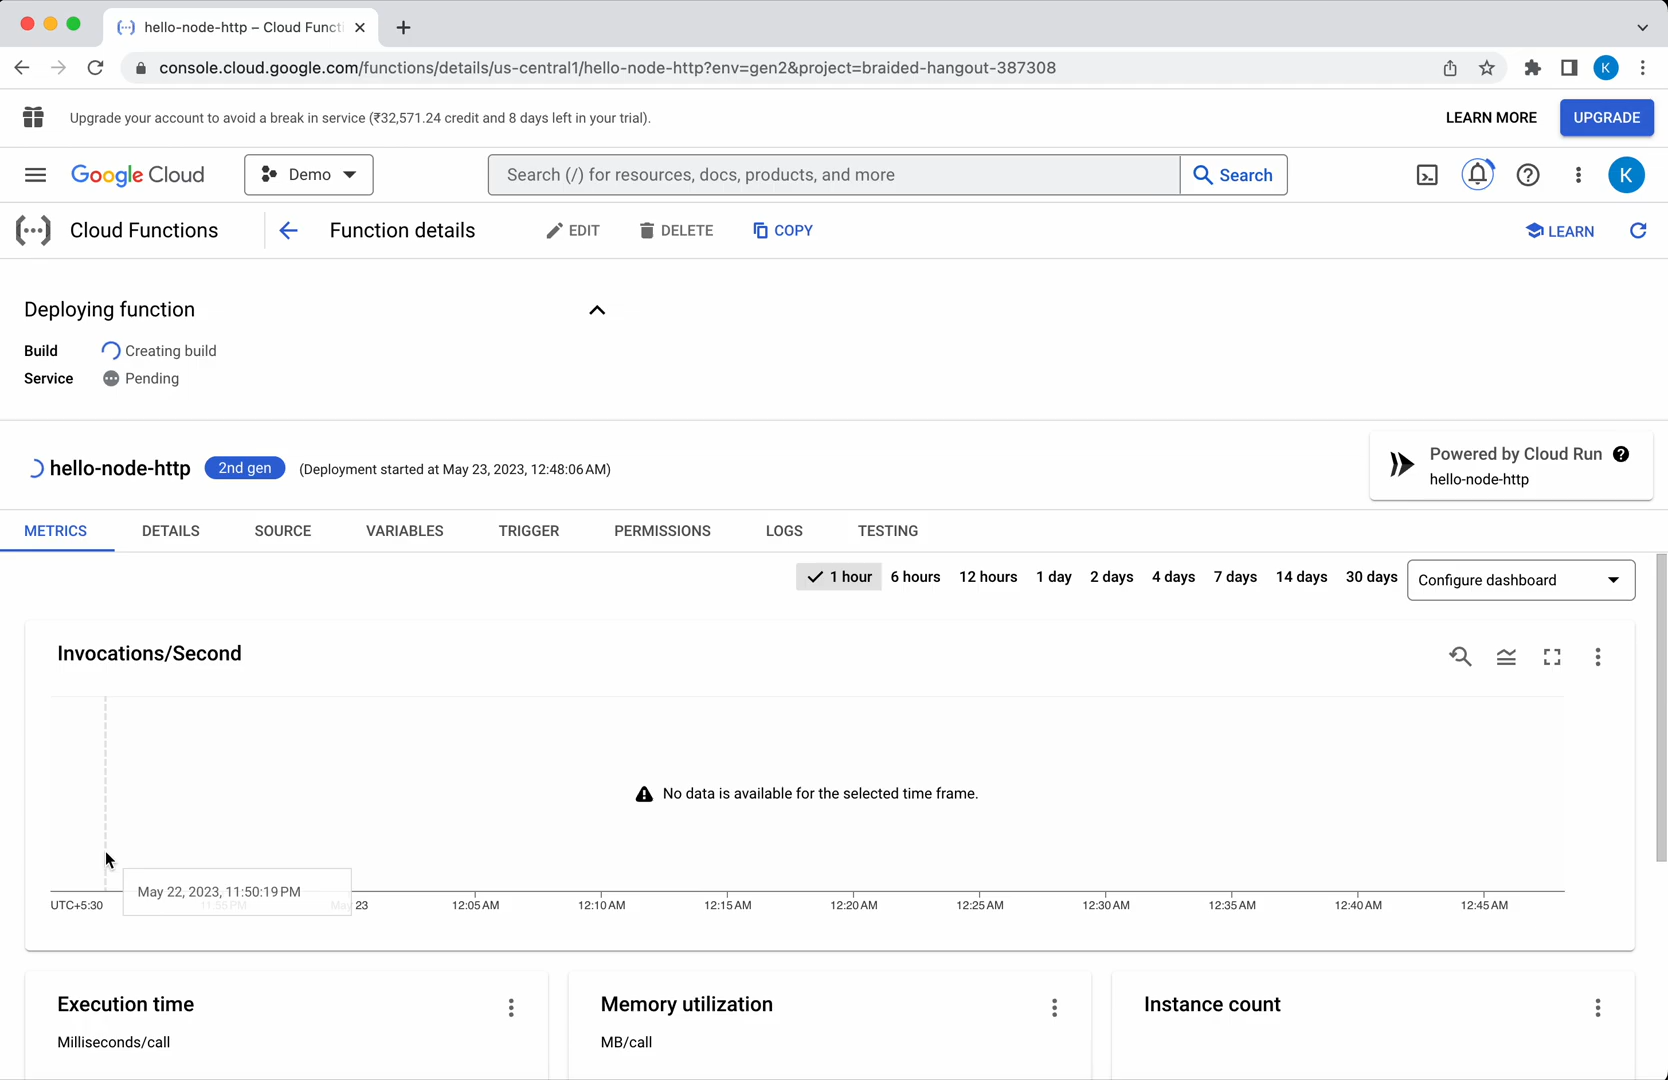 hello-node-http – Cloud Functi
console.cloud.google.com/functions/details/us-central1/hello-node-http?env=gen2&project=braided-hangout-387308
K
Upgrade your account to avoid a break in service (₹32,571.24 credit and 8 days left in your trial).
LEARN MORE
UPGRADE
Google Cloud
Demo
Search (/) for resources, docs, products, and more
Search
K
Cloud Functions
Function details
EDIT
DELETE
COPY
LEARN
Deploying function
Build Creating build
Service Pending
hello-node-http 2nd gen (Deployment started at May 23, 2023, 12:48:06 AM)
Powered by Cloud Run
hello-node-http
METRICS DETAILS SOURCE VARIABLES TRIGGER PERMISSIONS LOGS TESTING
1 hour 6 hours 12 hours 1 day 2 days 4 days 7 days 14 days 30 days
Configure dashboard
Invocations/Second
No data is available for the selected time frame.
May 22, 2023, 11:50:19 PM
UTC+5:30 11:55 PM May 23 12:05 AM 12:10 AM 12:15 AM 12:20 AM 12:25 AM 12:30 AM 12:35 AM 12:40 AM 12:45 AM
Execution time
Milliseconds/call
Memory utilization
MB/call
Instance count